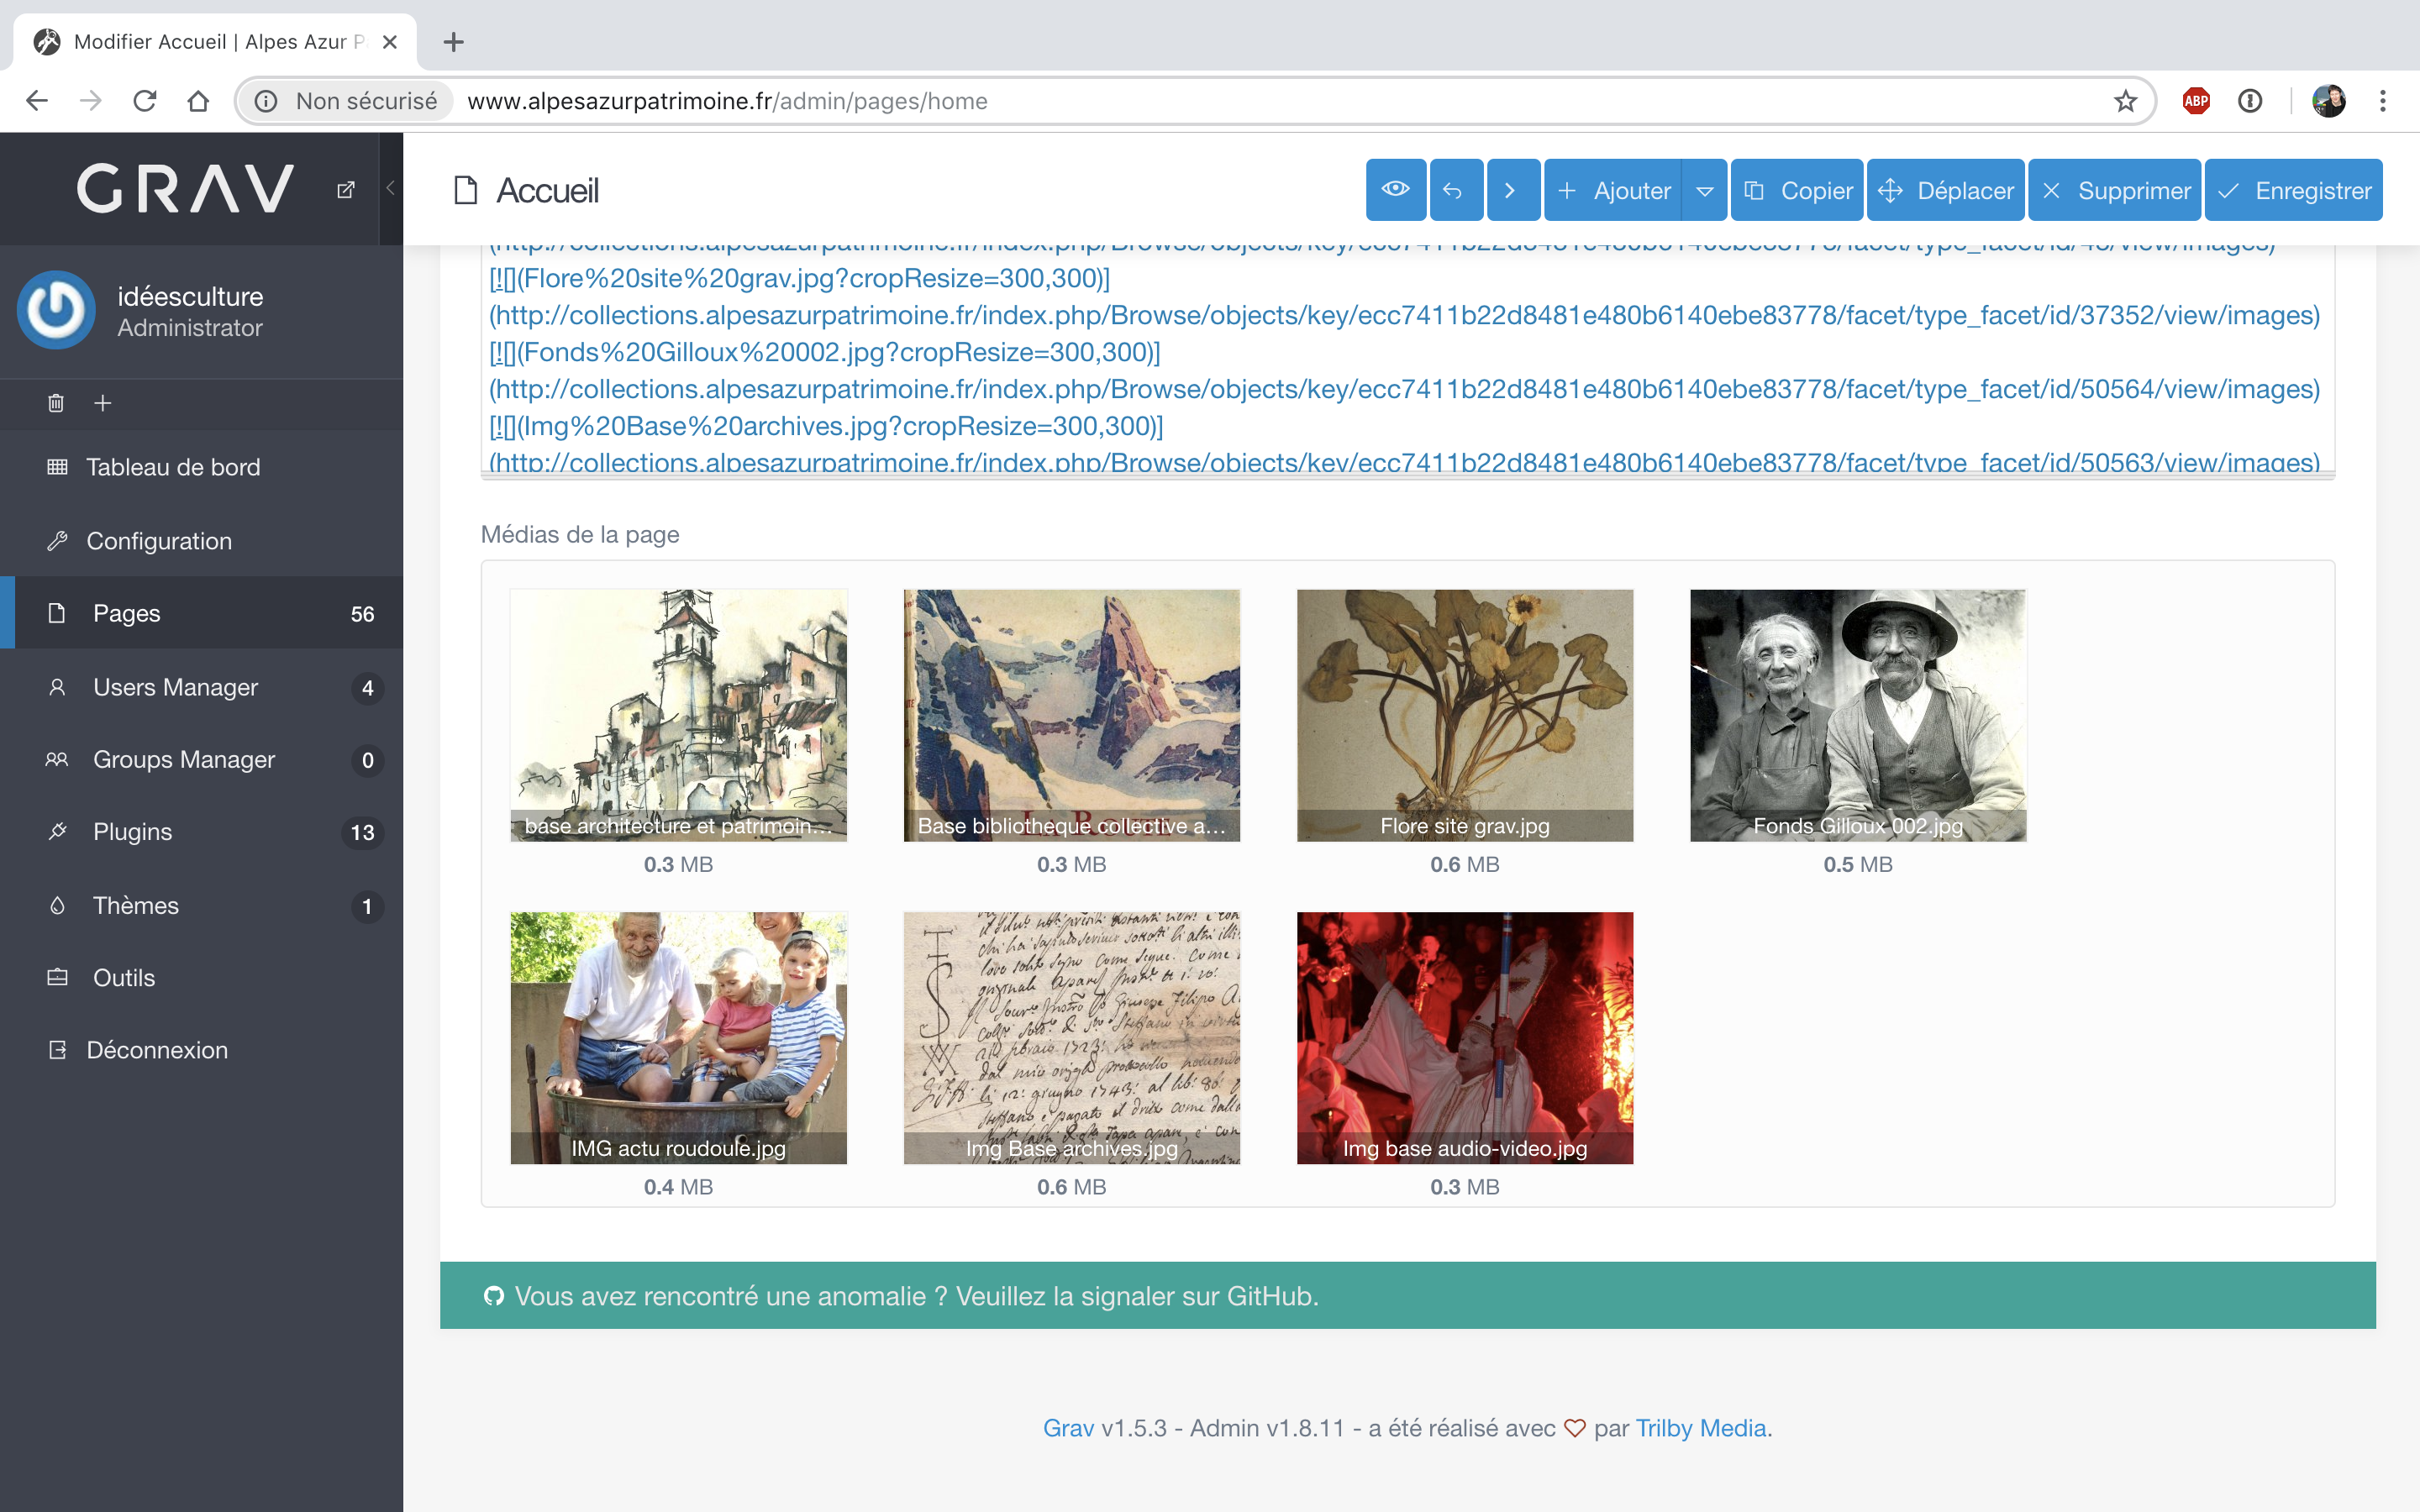 Modifier Accueil | Alpes Azur P
Non sécurisé
www.alpesazurpatrimoine.fr/admin/pages/home
ABP
GRAV
idéesculture
Administrator
Tableau de bord
Configuration
Pages 56
Users Manager 4
Groups Manager 0
Plugins 13
Thèmes 1
Outils
Déconnexion
Accueil
Ajouter
Copier
Déplacer
Supprimer
Enregistrer
[![](Flore%20site%20grav.jpg?cropResize=300,300)]
(http://collections.alpesazurpatrimoine.fr/index.php/Browse/objects/key/ecc7411b22d8481e480b6140ebe83778/facet/type_facet/id/37352/view/images)
[![](Fonds%20Gilloux%20002.jpg?cropResize=300,300)]
(http://collections.alpesazurpatrimoine.fr/index.php/Browse/objects/key/ecc7411b22d8481e480b6140ebe83778/facet/type_facet/id/50564/view/images)
[![](Img%20Base%20archives.jpg?cropResize=300,300)]
(http://collections.alpesazurpatrimoine.fr/index.php/Browse/objects/key/ecc7411b22d8481e480b6140ebe83778/facet/type_facet/id/50563/view/images)
Médias de la page
base architecture et patrimoin...
0.3 MB
Base bibliotheque collective a...
0.3 MB
Flore site grav.jpg
0.6 MB
Fonds Gilloux 002.jpg
0.5 MB
IMG actu roudoule.jpg
0.4 MB
Img Base archives.jpg
0.6 MB
Img base audio-video.jpg
0.3 MB
Vous avez rencontré une anomalie ? Veuillez la signaler sur GitHub.
Grav v1.5.3 - Admin v1.8.11 - a été réalisé avec par Trilby Media.